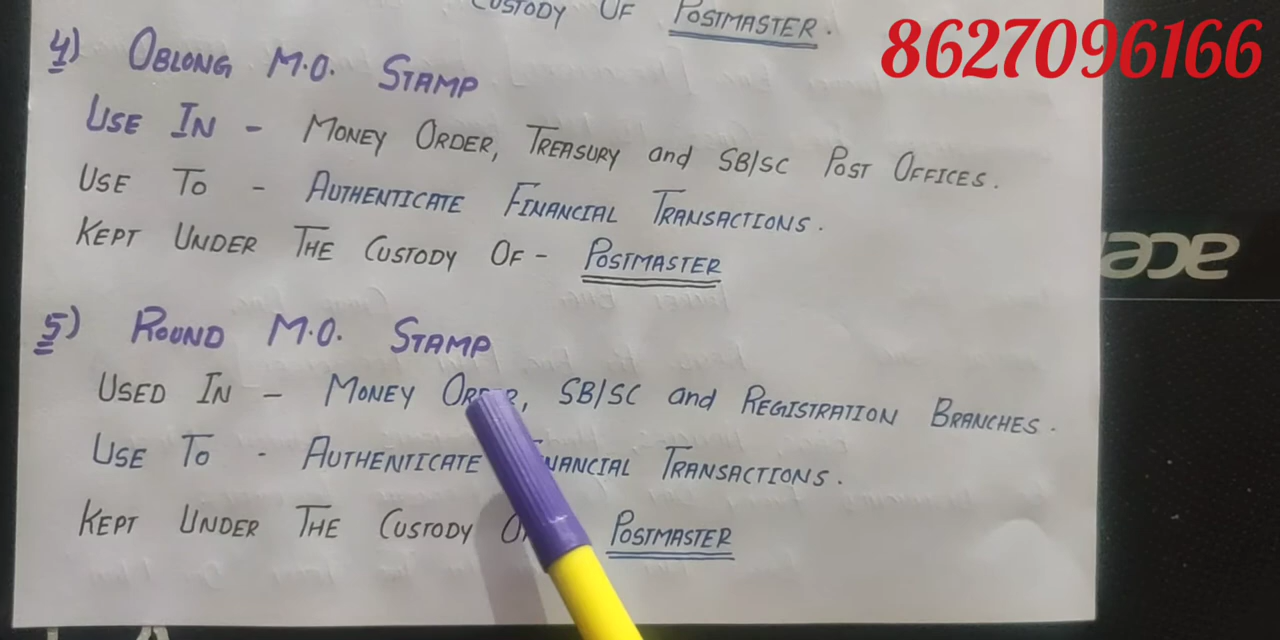 CUSTODY OF POSTMASTER.
8627096166
4) OBLONG M.O. STAMP
USE IN - MONEY ORDER, TREASURY and SB/SC POST OFFICES.
USE TO - AUTHENTICATE FINANCIAL TRANSACTIONS.
KEPT UNDER THE CUSTODY OF - POSTMASTER
acer
5) ROUND M.O. STAMP
USED IN - MONEY ORDER, SB/SC and REGISTRATION BRANCHES.
USE TO - AUTHENTICATE FINANCIAL TRANSACTIONS.
KEPT UNDER THE CUSTODY OF POSTMASTER